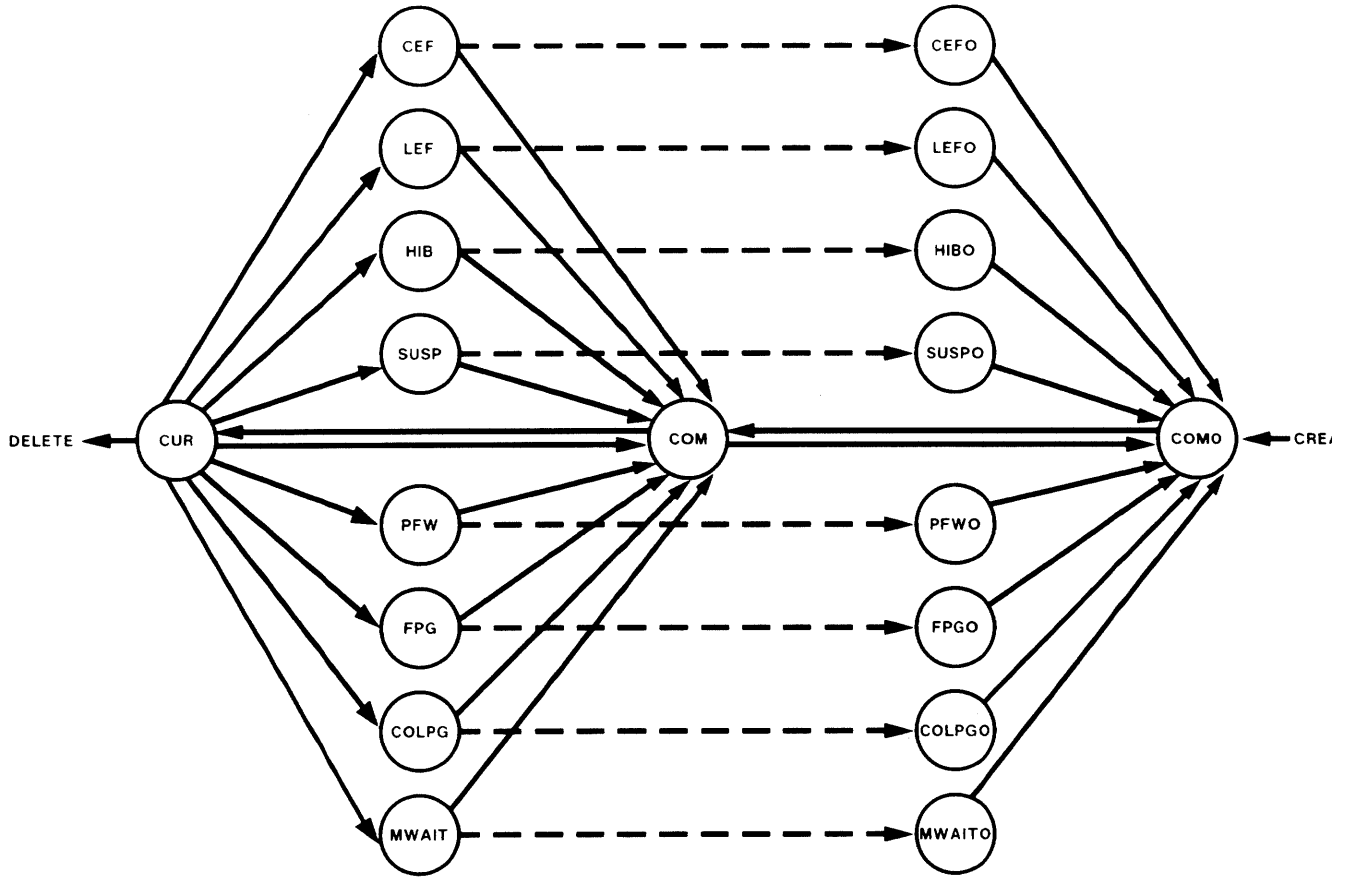 CEF CEFO
LEF LEFO
HIB HIBO
SUSP SUSPO
DELETE CUR COM COMO CREA
PFW PFWO
FPG FPGO
COLPG COLPGO
MWAIT MWAITO